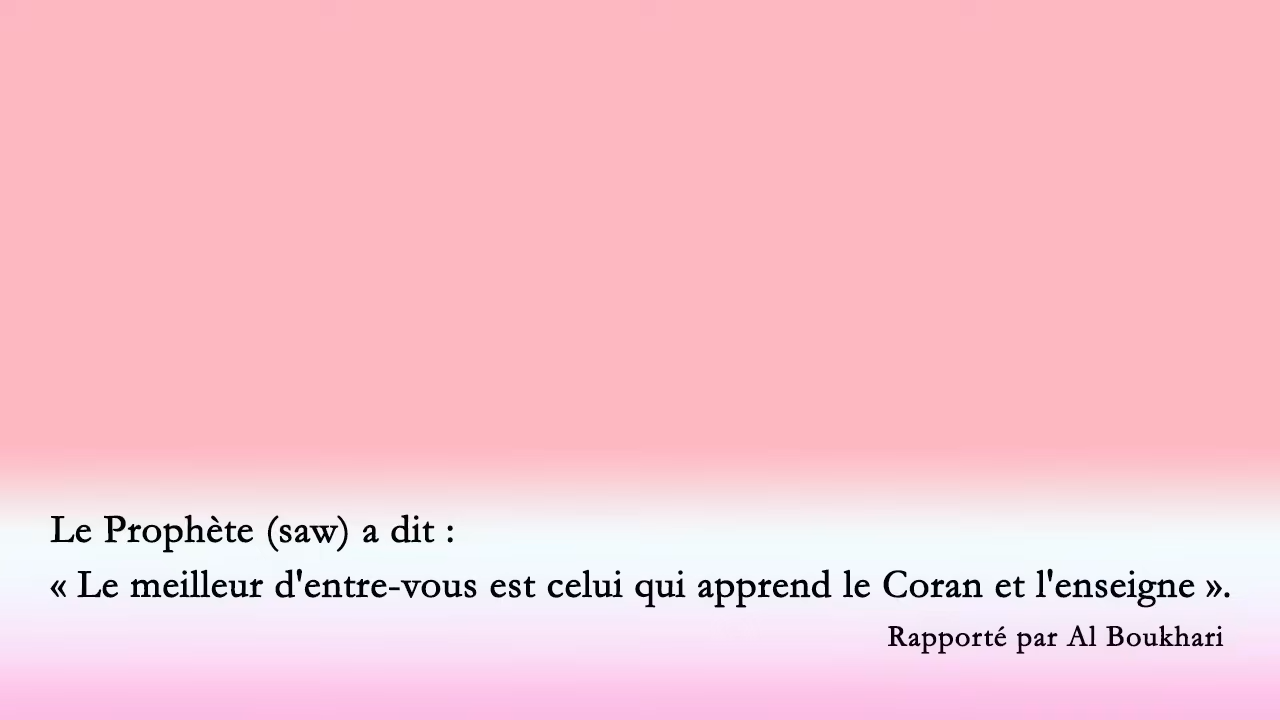 Le Prophète (saw) a dit :
« Le meilleur d'entre-vous est celui qui apprend le Coran et l'enseigne ».
Rapporté par Al Boukhari